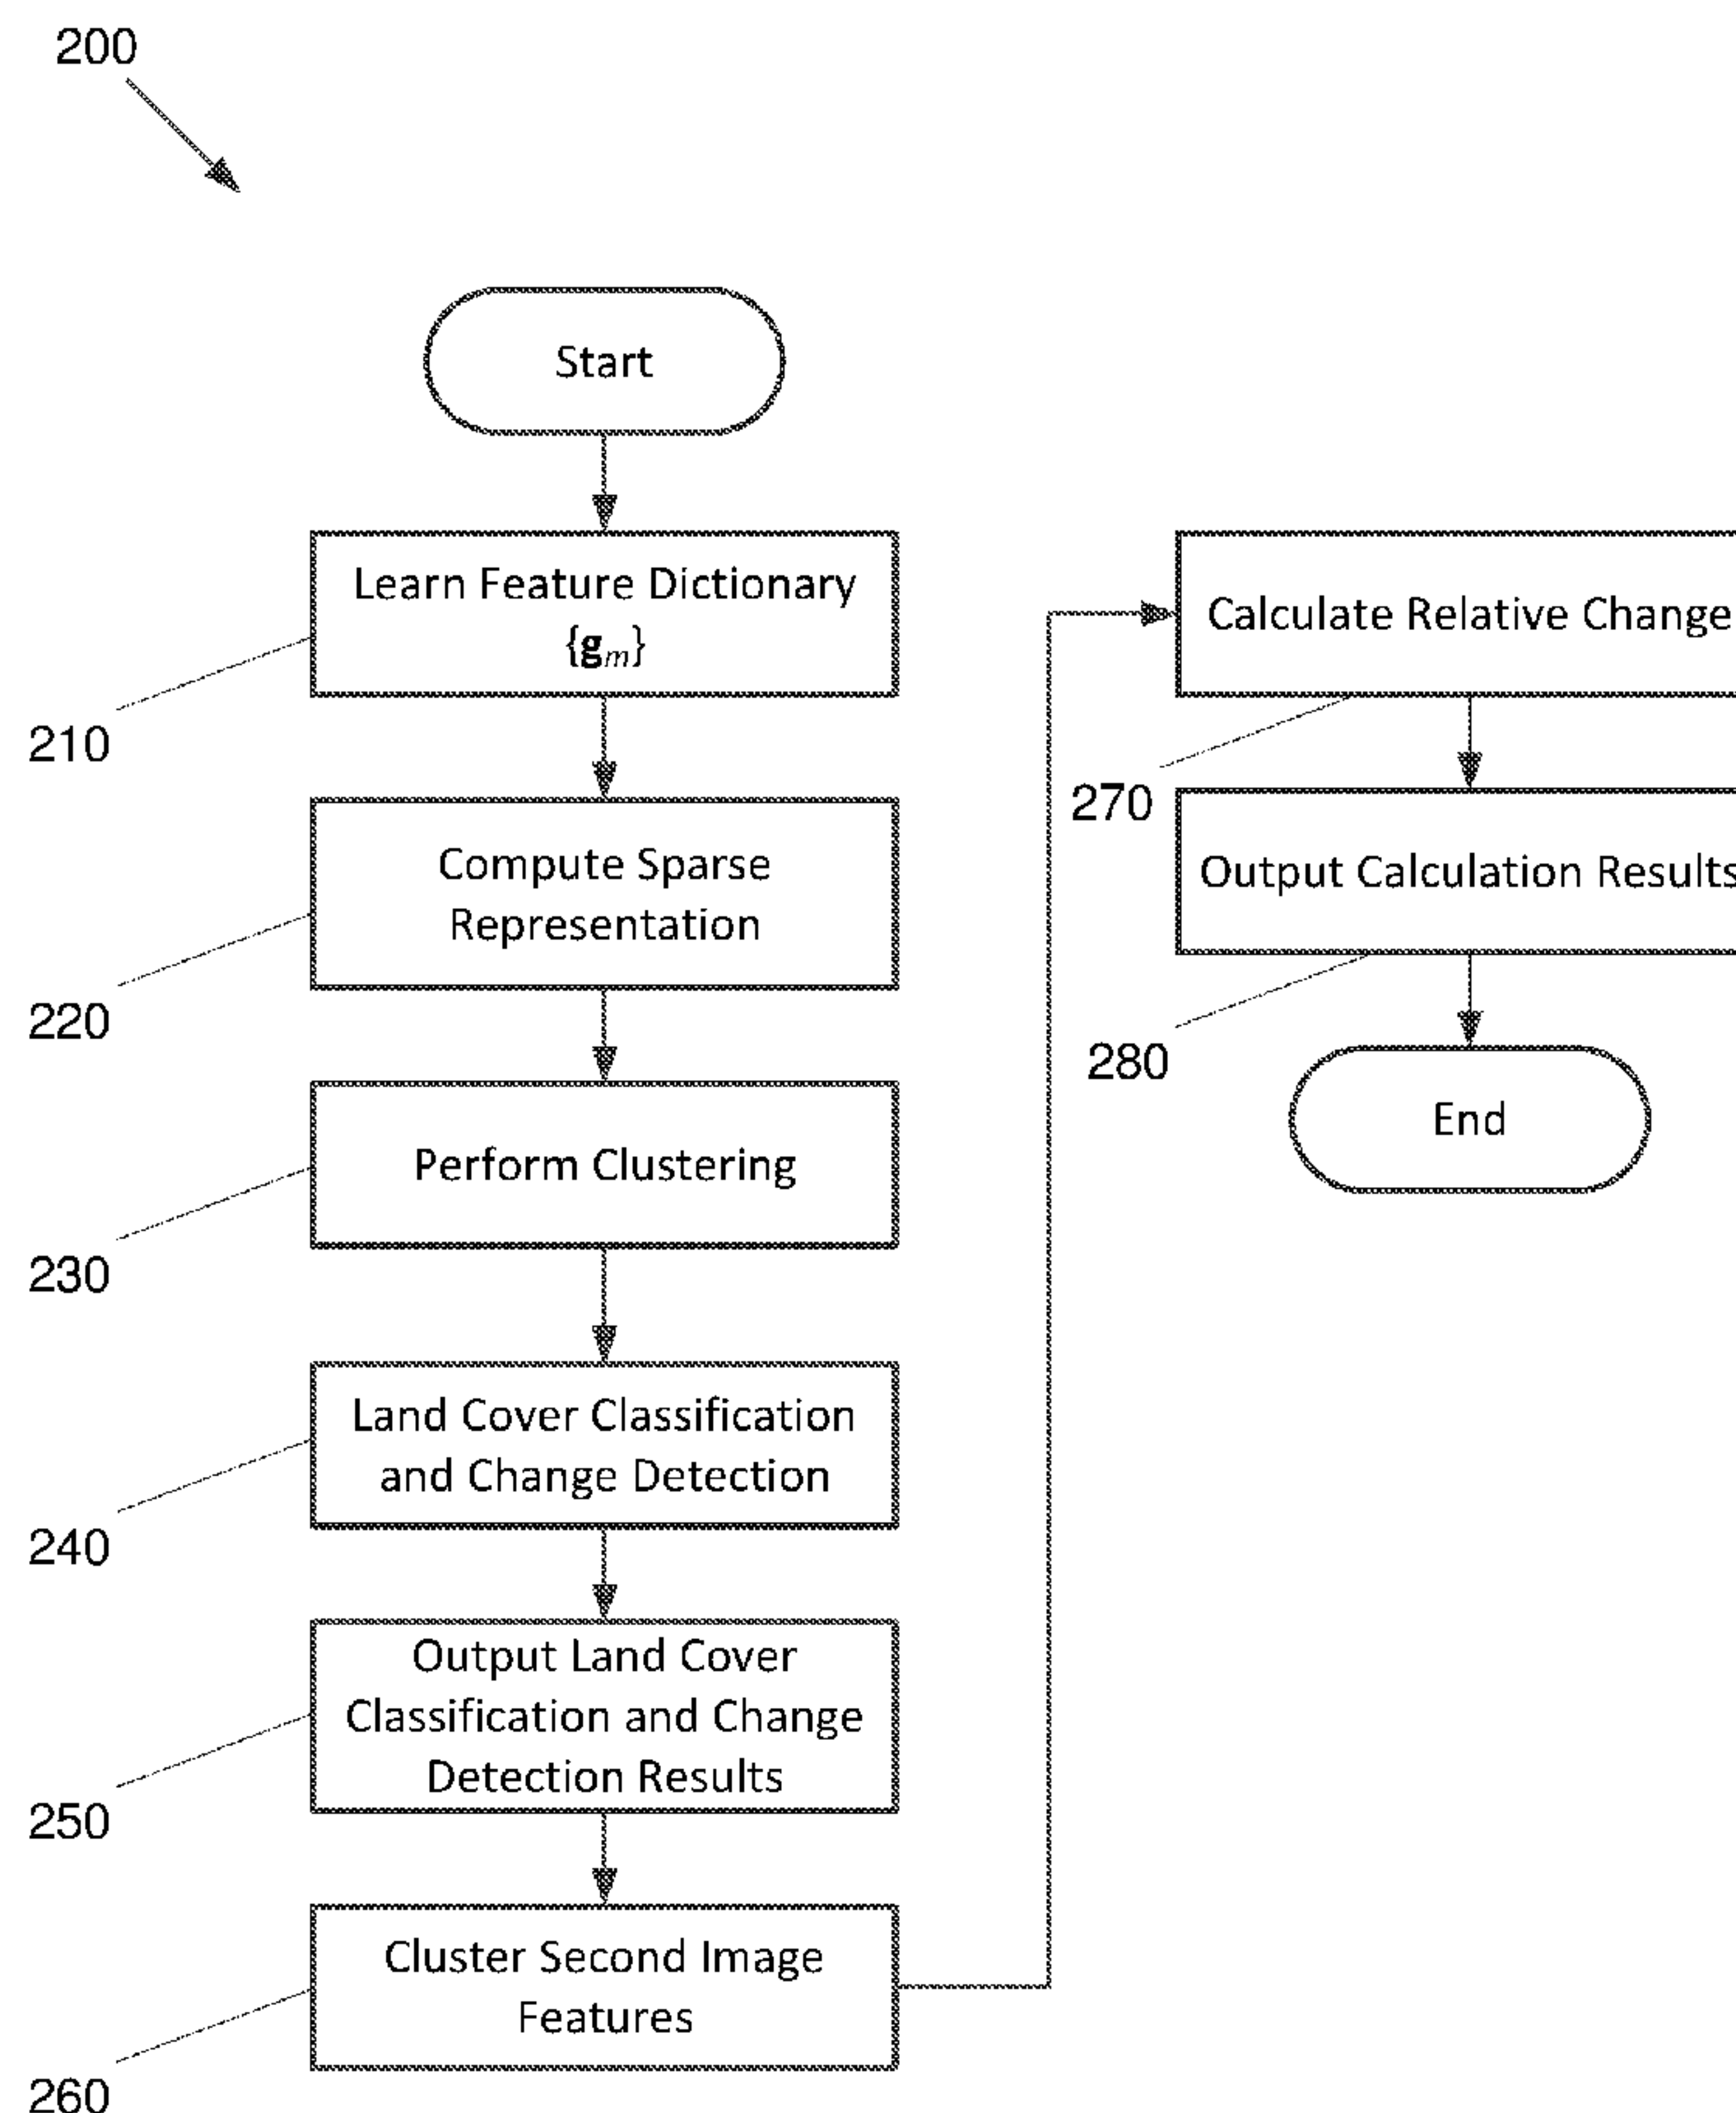 200
Start
Learn Feature Dictionary
{gm}
210
Compute Sparse
Representation
220
Perform Clustering
230
Land Cover Classification
and Change Detection
240
Output Land Cover
Classification and Change
Detection Results
250
Cluster Second Image
Features
260
Calculate Relative Change
270
Output Calculation Results
280
End